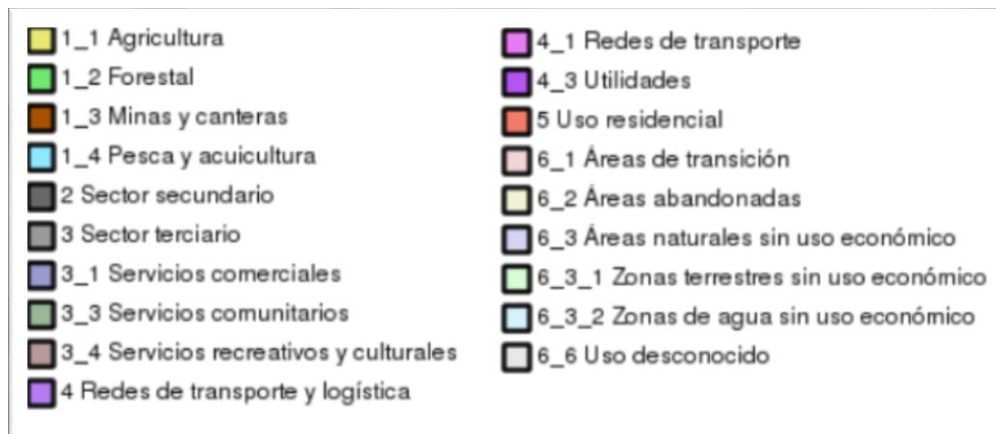 1_1 Agricultura
1_2 Forestal
1_3 Minas y canteras
1_4 Pesca y acuicultura
2 Sector secundario
3 Sector terciario
3_1 Servicios comerciales
3_3 Servicios comunitarios
3_4 Servicios recreativos y culturales
4 Redes de transporte y logística
4_1 Redes de transporte
4_3 Utilidades
5 Uso residencial
6_1 Áreas de transición
6_2 Áreas abandonadas
6_3 Áreas naturales sin uso económico
6_3_1 Zonas terrestres sin uso económico
6_3_2 Zonas de agua sin uso económico
6_6 Uso desconocido